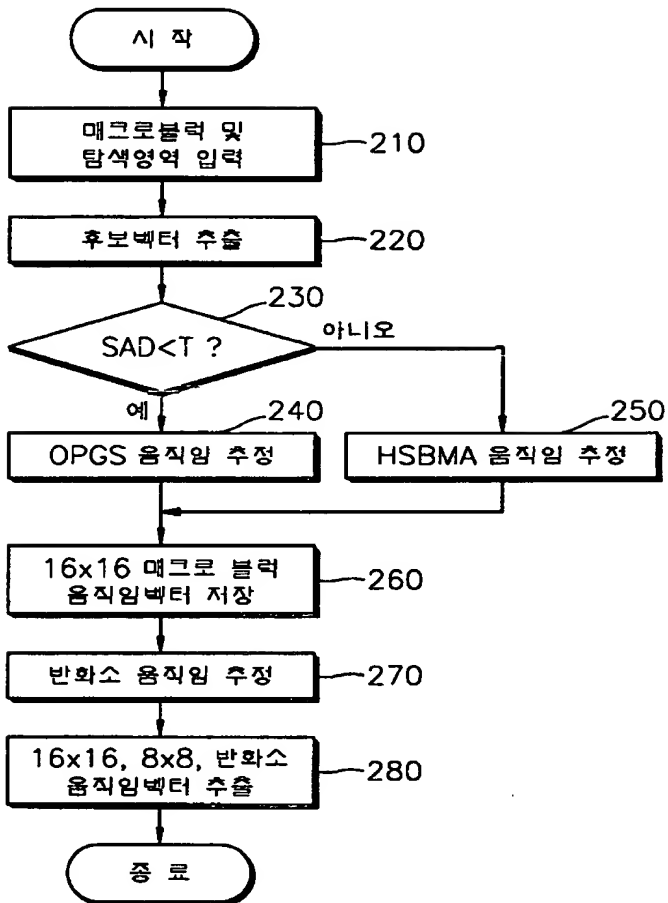 시 작
매크로블럭 및
탐색영역 입력
210
후보벡터 추출
220
230
SAD<T ?
아니오
예
240
OPGS 움직임 추정
250
HSBMA 움직임 추정
16x16 매크로 블럭
움직임벡터 저장
260
반화소 움직임 추정
270
16x16, 8x8, 반화소
움직임벡터 추출
280
종 료